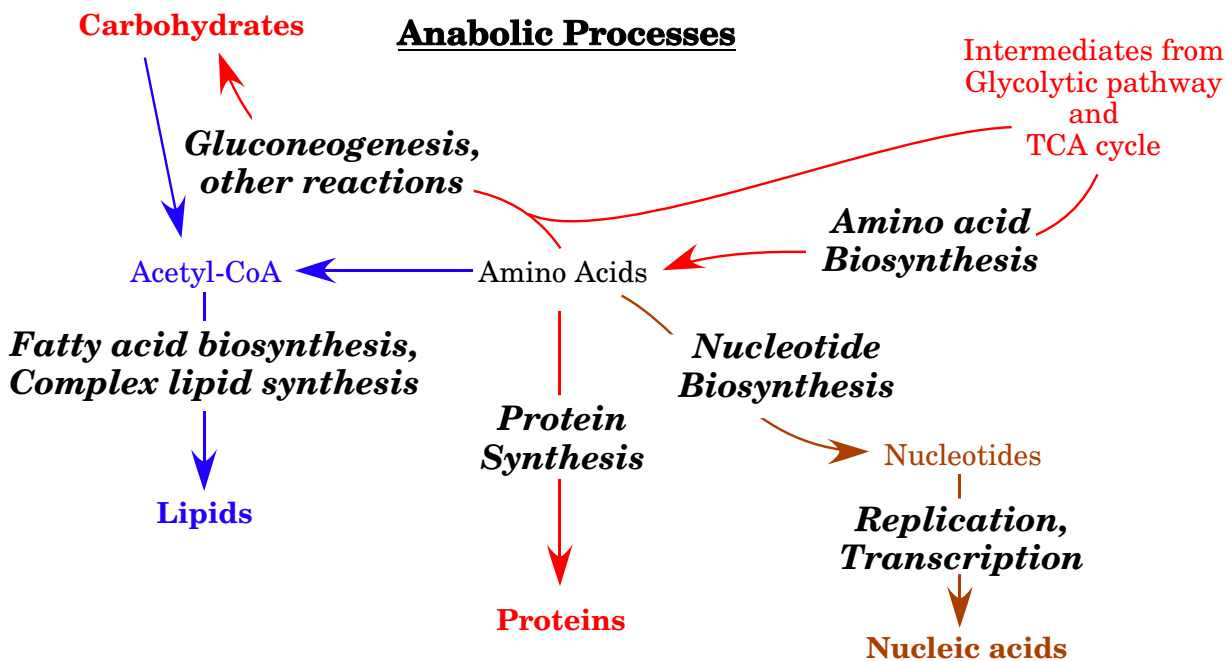 Carbohydrates
Anabolic Processes
Intermediates from
Glycolytic pathway
and
TCA cycle
Gluconeogenesis,
other reactions
Amino acid
Biosynthesis
Acetyl-CoA
Amino Acids
Fatty acid biosynthesis,
Complex lipid synthesis
Nucleotide
Biosynthesis
Protein
Synthesis
Nucleotides
Lipids
Replication,
Transcription
Proteins
Nucleic acids